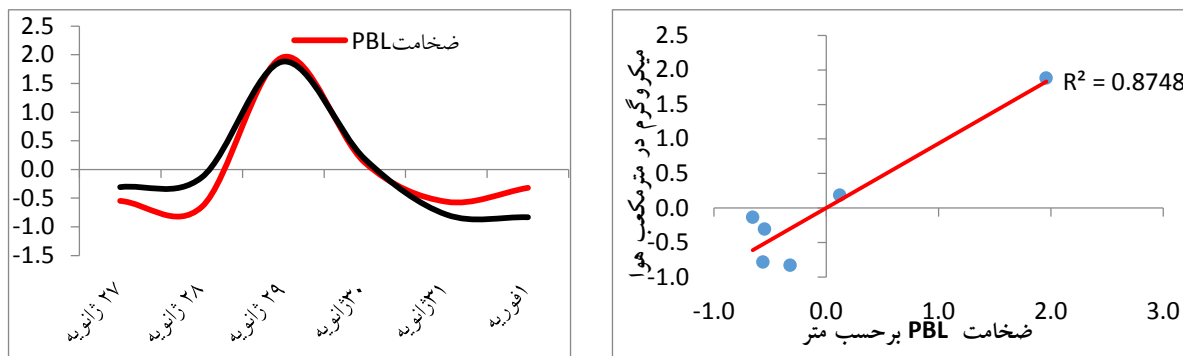 2.5
2.0
1.5
1.0
0.5
0.0
-0.5
-1.0
-1.5
ضخامتPBL
۲۷ ژانویه
۲۸ ژانویه
۲۹ ژانویه
۳۰ژانویه
۳۱ژانویه
۱فوریه
میکروگرم در مترمکعب هوا
2.5
2.0
1.5
1.0
0.5
0.0
-0.5
-1.0
R² = 0.8748
-1.0 0.0 1.0 2.0 3.0
ضخامت PBL برحسب متر